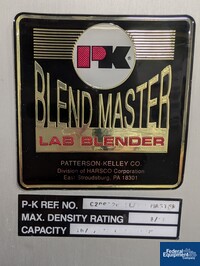 PK
BLEND MASTER
LAB BLENDER
PATTERSON-KELLEY CO.
Division of HARSCO Corporation
East Stroudsburg, PA 18301
P-K REF NO.
MAX. DENSITY RATING
CAPACITY
Federal Equipment Company